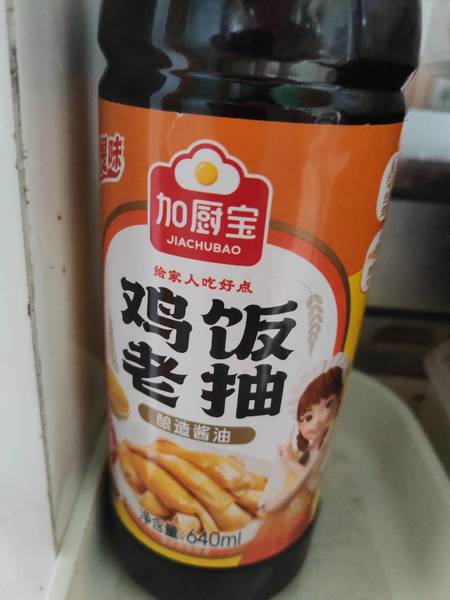 味
加厨宝
JIACHUBAO
给家人吃好点
鸡饭
老抽
酿造酱油
净含量:640ml